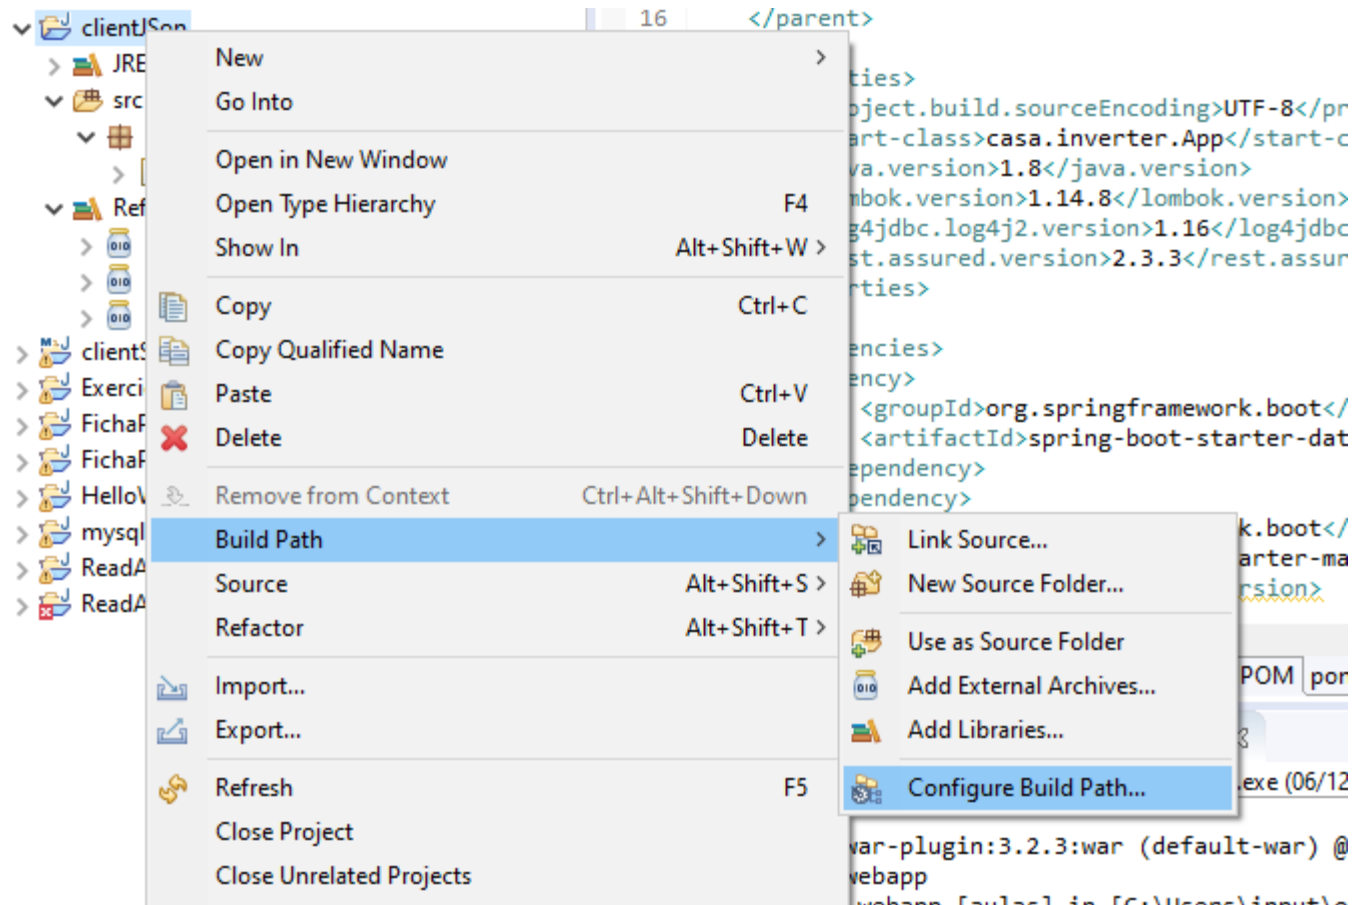 clientJSon
JRE
src
Ref
clientS
Exerci
FichaF
FichaF
Hello
mysql
ReadA
ReadA
New
Go Into
Open in New Window
Open Type Hierarchy F4
Show In Alt+Shift+W
Copy Ctrl+C
Copy Qualified Name
Paste Ctrl+V
Delete Delete
Remove from Context Ctrl+Alt+Shift+Down
Build Path
Source Alt+Shift+S
Refactor Alt+Shift+T
Import...
Export...
Refresh F5
Close Project
Close Unrelated Projects
Link Source...
New Source Folder...
Use as Source Folder
Add External Archives...
Add Libraries...
Configure Build Path...
16 </parent>
ties>
oject.build.sourceEncoding>UTF-8</pr
art-class>casa.inverter.App</start-c
va.version>1.8</java.version>
mbok.version>1.14.8</lombok.version>
g4jdbc.log4j2.version>1.16</log4jdbc
st.assured.version>2.3.3</rest.assur
rties>
encies>
ency>
<groupId>org.springframework.boot</
<artifactId>spring-boot-starter-dat
ependency>
pendency>
k.boot</
arter-ma
rsion>
POM por
.exe (06/12
war-plugin:3.2.3:war (default-war) @
webapp
webapp [aulas] in [C:\Users\input\e